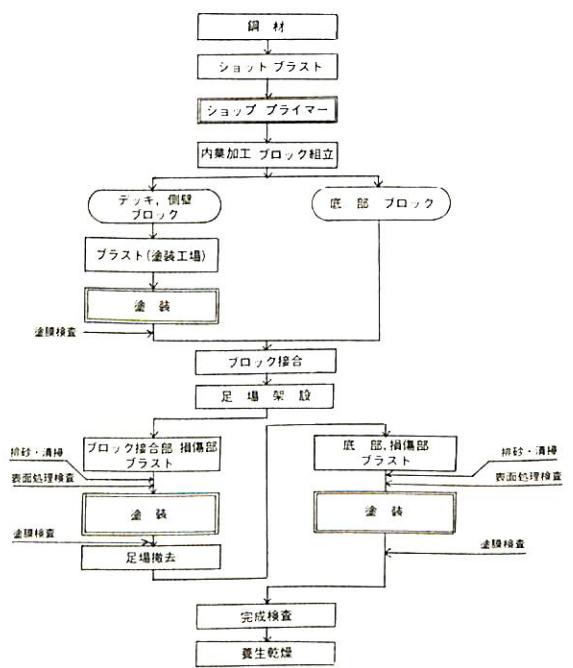 鋼材
ショットブラスト
ショッププライマー
内業加工 ブロック組立
デッキ,側壁
ブロック
底部ブロック
ブラスト(塗装工場)
塗装
塗膜検査
ブロック接合
足場架設
ブロック接合部 損傷部
ブラスト
排砂・清掃
表面処理検査
塗装
塗膜検査
足場撤去
底部,損傷部
ブラスト
排砂・清掃
表面処理検査
塗装
塗膜検査
完成検査
養生乾燥